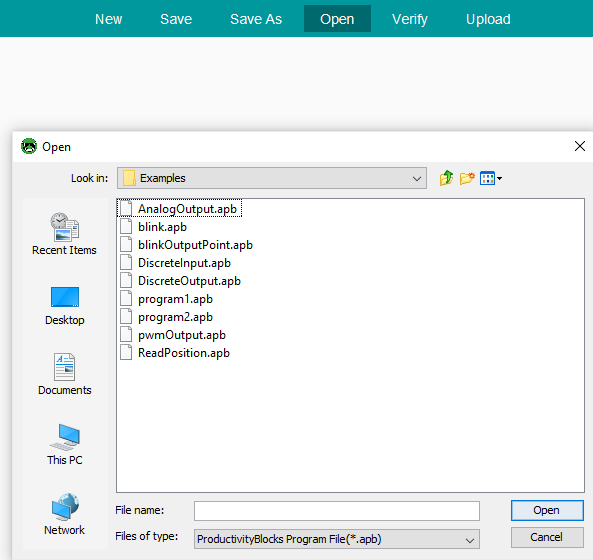 New Save Save As Open Verify Upload
Open
Look in: Examples
Recent Items
Desktop
Documents
This PC
Network
AnalogOutput.apb
blink.apb
blinkOutputPoint.apb
DiscreteInput.apb
DiscreteOutput.apb
program1.apb
program2.apb
pwmOutput.apb
ReadPosition.apb
File name: Open
Files of type: ProductivityBlocks Program File(*.apb) Cancel